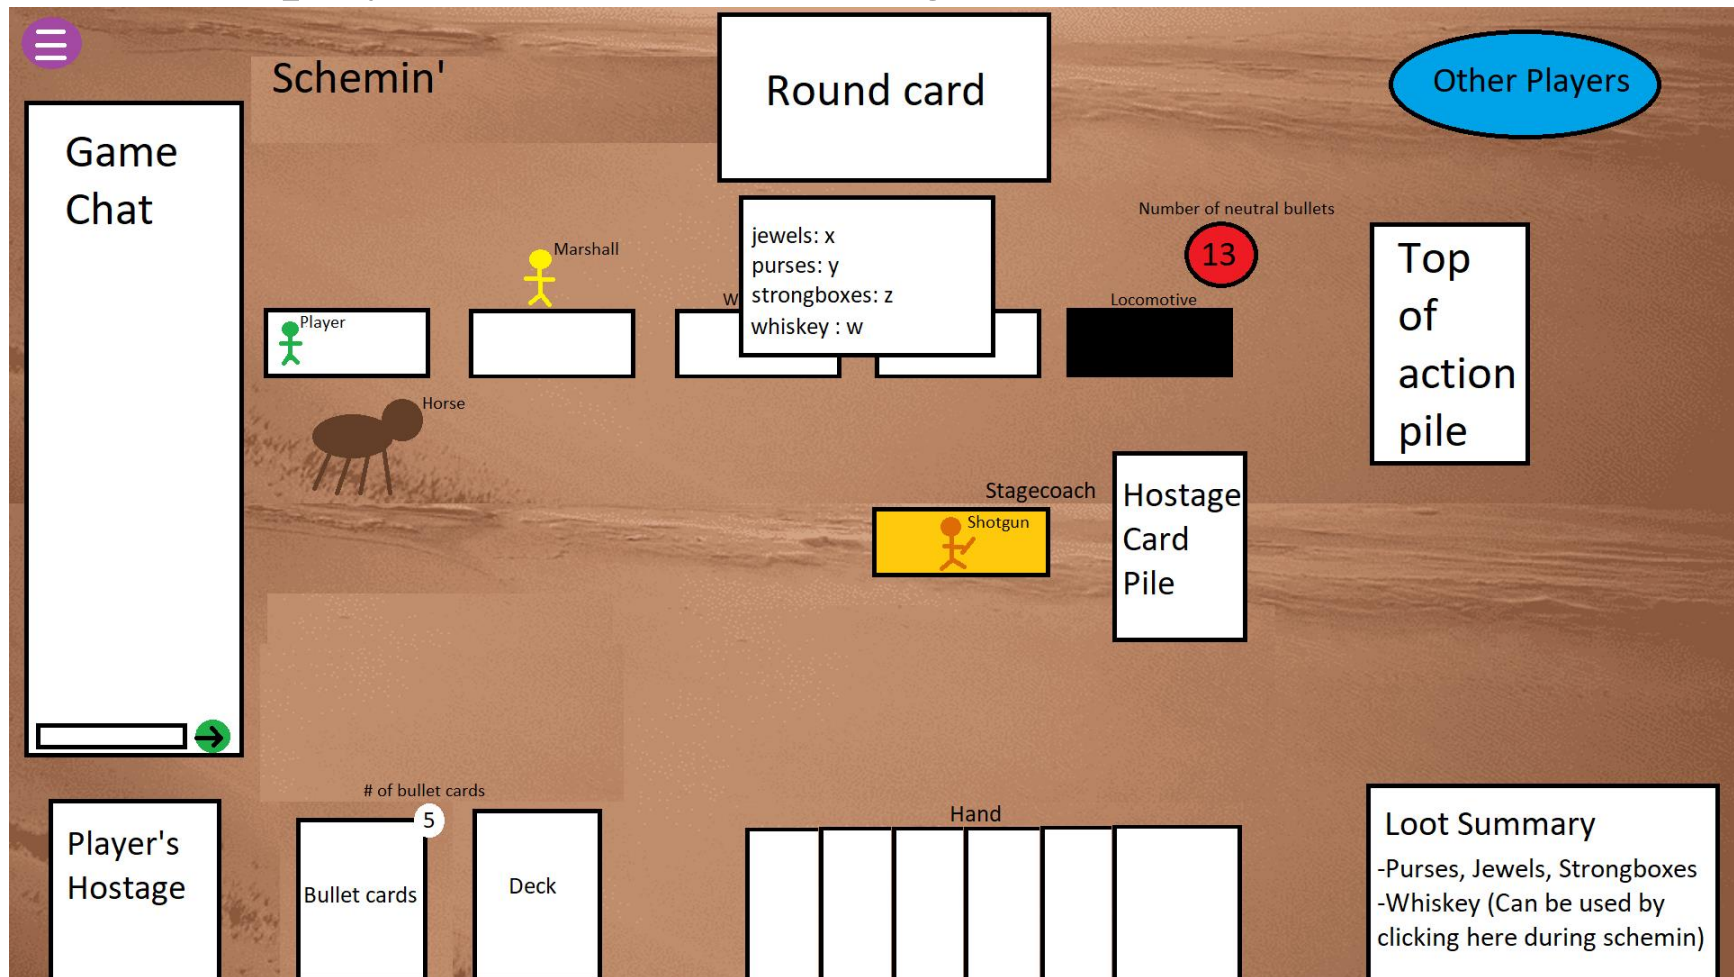 Schemin'
Round card
Other Players
Game
Chat
Number of neutral bullets
13
Marshall
jewels: x
purses: y
strongboxes: z
whiskey : w
W
Locomotive
Player
Top
of
action
pile
Horse
Stagecoach
Shotgun
Hostage
Card
Pile
# of bullet cards
5
Hand
Player's
Hostage
Bullet cards
Deck
Loot Summary
-Purses, Jewels, Strongboxes
-Whiskey (Can be used by
clicking here during schemin)